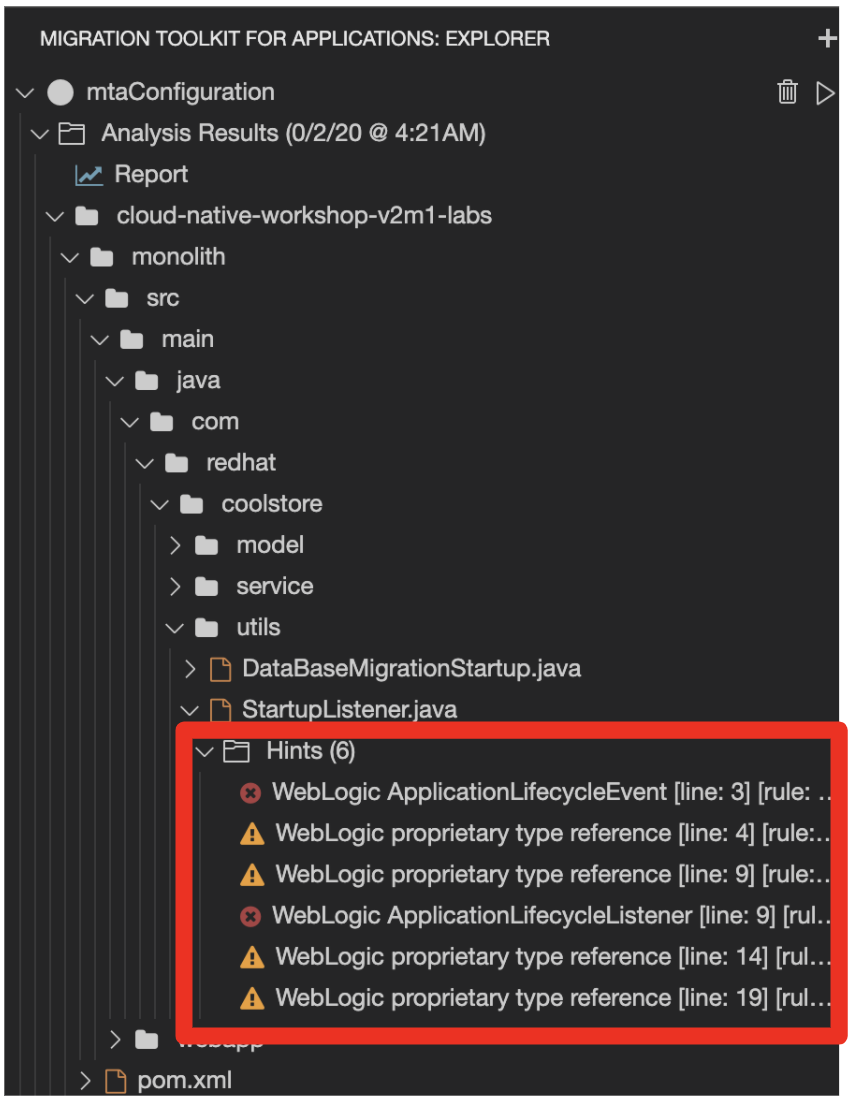 MIGRATION TOOLKIT FOR APPLICATIONS: EXPLORER
mtaConfiguration
Analysis Results (0/2/20 @ 4:21AM)
Report
cloud-native-workshop-v2m1-labs
monolith
src
main
java
com
redhat
coolstore
model
service
utils
DataBaseMigrationStartup.java
StartupListener.java
Hints (6)
WebLogic ApplicationLifecycleEvent [line: 3] [rule: ...
WebLogic proprietary type reference [line: 4] [rule:...
WebLogic proprietary type reference [line: 9] [rule:...
WebLogic ApplicationLifecycleListener [line: 9] [rul...
WebLogic proprietary type reference [line: 14] [rul...
WebLogic proprietary type reference [line: 19] [rul...
webapp
pom.xml